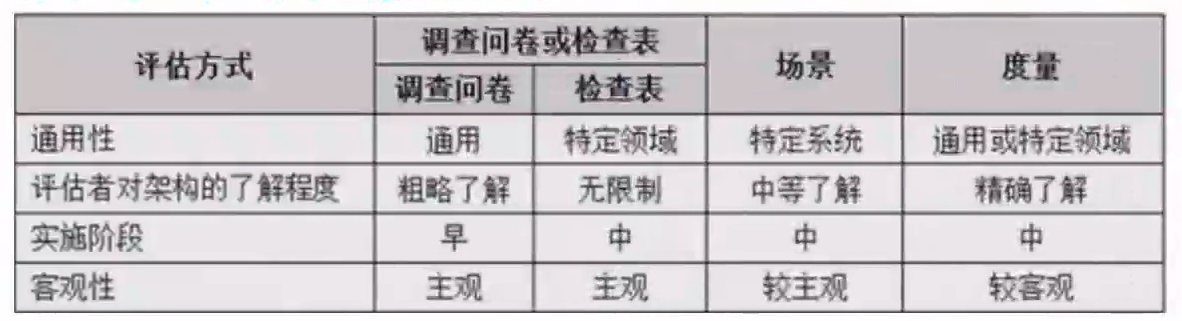 评估方式 调查问卷或检查表 场景 度量
调查问卷 检查表
通用性 通用 特定领域 特定系统 通用或特定领域
评估者对架构的了解程度 粗略了解 无限制 中等了解 精确了解
实施阶段 早 中 中 中
客观性 主观 主观 较主观 较客观